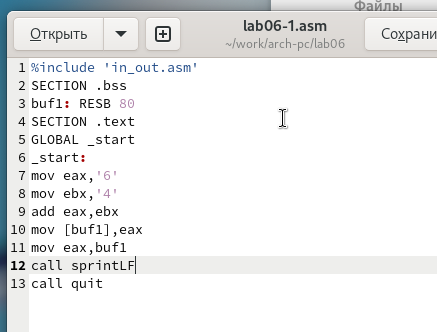 Файлы
Открыть
lab06-1.asm
~/work/arch-pc/lab06
Сохрани
1 %include 'in_out.asm'
2 SECTION .bss
3 buf1: RESB 80
4 SECTION .text
5 GLOBAL _start
6 _start:
7 mov eax,'6'
8 mov ebx,'4'
9 add eax,ebx
10 mov [buf1],eax
11 mov eax,buf1
12 call sprintLF
13 call quit